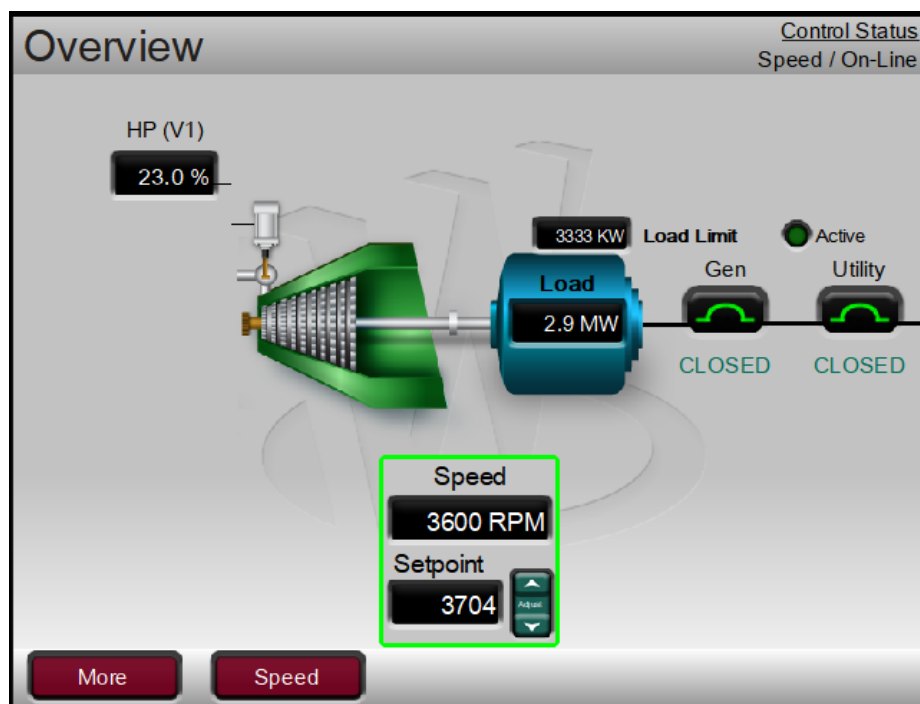 Overview
Control Status
Speed / On-Line
HP (V1)
23.0 %
3333 KW Load Limit Active
Gen Utility
Load
2.9 MW
CLOSED CLOSED
Speed
3600 RPM
Setpoint
3704
Adjust
More Speed